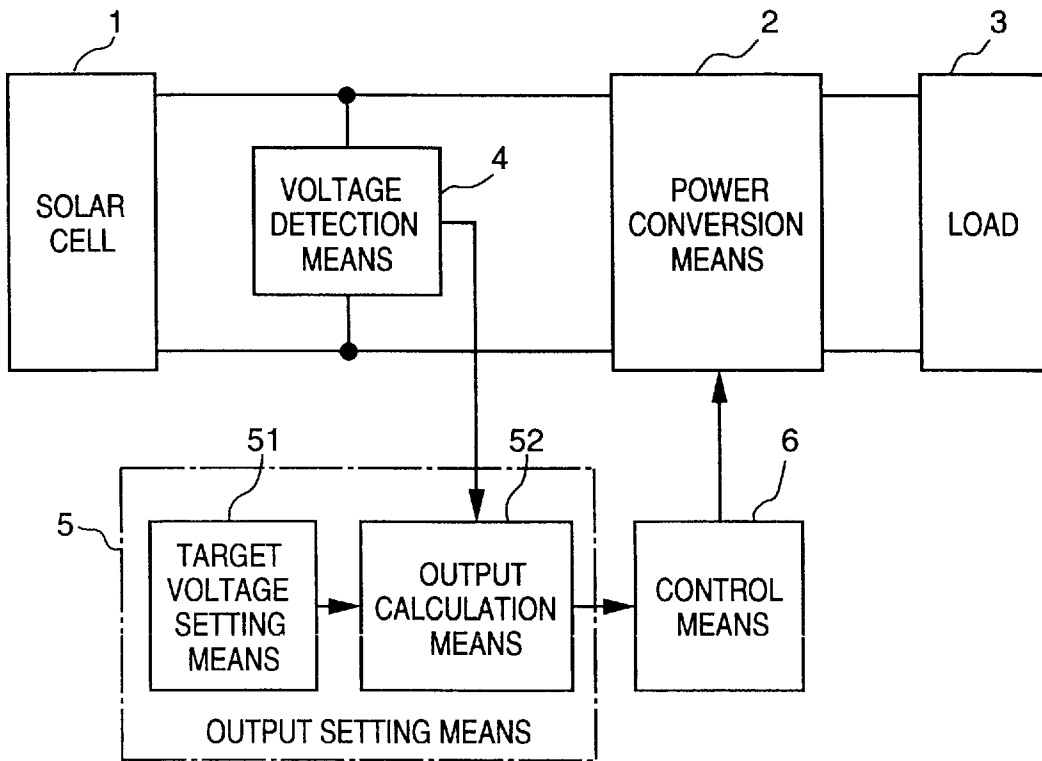 1
2
3
SOLAR
CELL
VOLTAGE
DETECTION
MEANS
4
POWER
CONVERSION
MEANS
LOAD
5
51
52
6
TARGET
VOLTAGE
SETTING
MEANS
OUTPUT
CALCULATION
MEANS
CONTROL
MEANS
OUTPUT SETTING MEANS